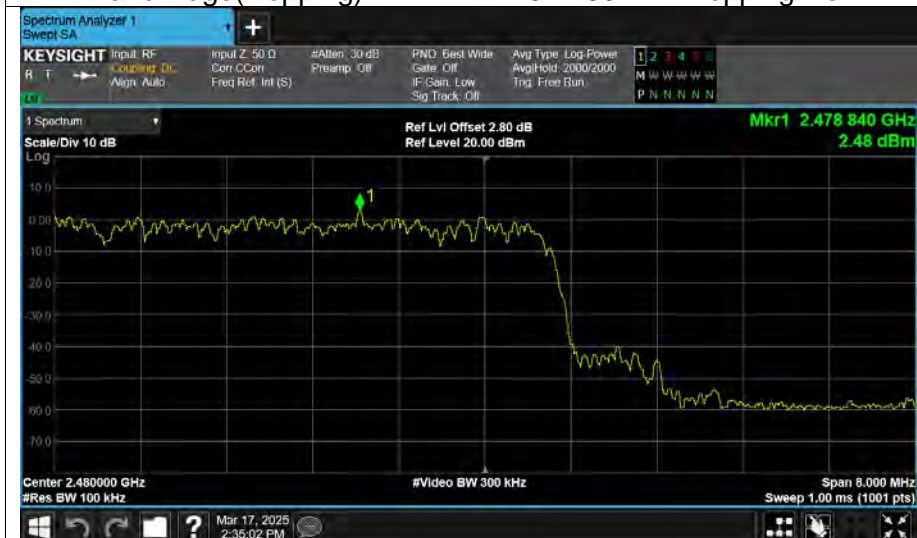 Spectrum Analyzer 1
Swept SA
+
KEYSIGHT
Input: RF
Coupling: DC
Align: Auto
Input Z: 50 Ω
Corr CCorr
Freq Ref: Int (S)
#Atten: 30 dB
Preamp: Off
PNO: Best Wide
Gate: Off
IF Gain: Low
Sig Track: Off
Avg Type: Log-Power
Avg|Hold: 2000/2000
Trig: Free Run
1 2 3 4 5 6
M W W W W W
P N N N N N
R T
LXI
1 Spectrum
Scale/Div 10 dB
Ref Lvl Offset 2.80 dB
Ref Level 20.00 dBm
Mkr1 2.478 840 GHz
2.48 dBm
Log
1
10.0
0.00
-10.0
-20.0
-30.0
-40.0
-50.0
-60.0
-70.0
Center 2.480000 GHz
#Video BW 300 kHz
Span 8.000 MHz
#Res BW 100 kHz
Sweep 1.00 ms (1001 pts)
?
Mar 17, 2025
2:35:02 PM